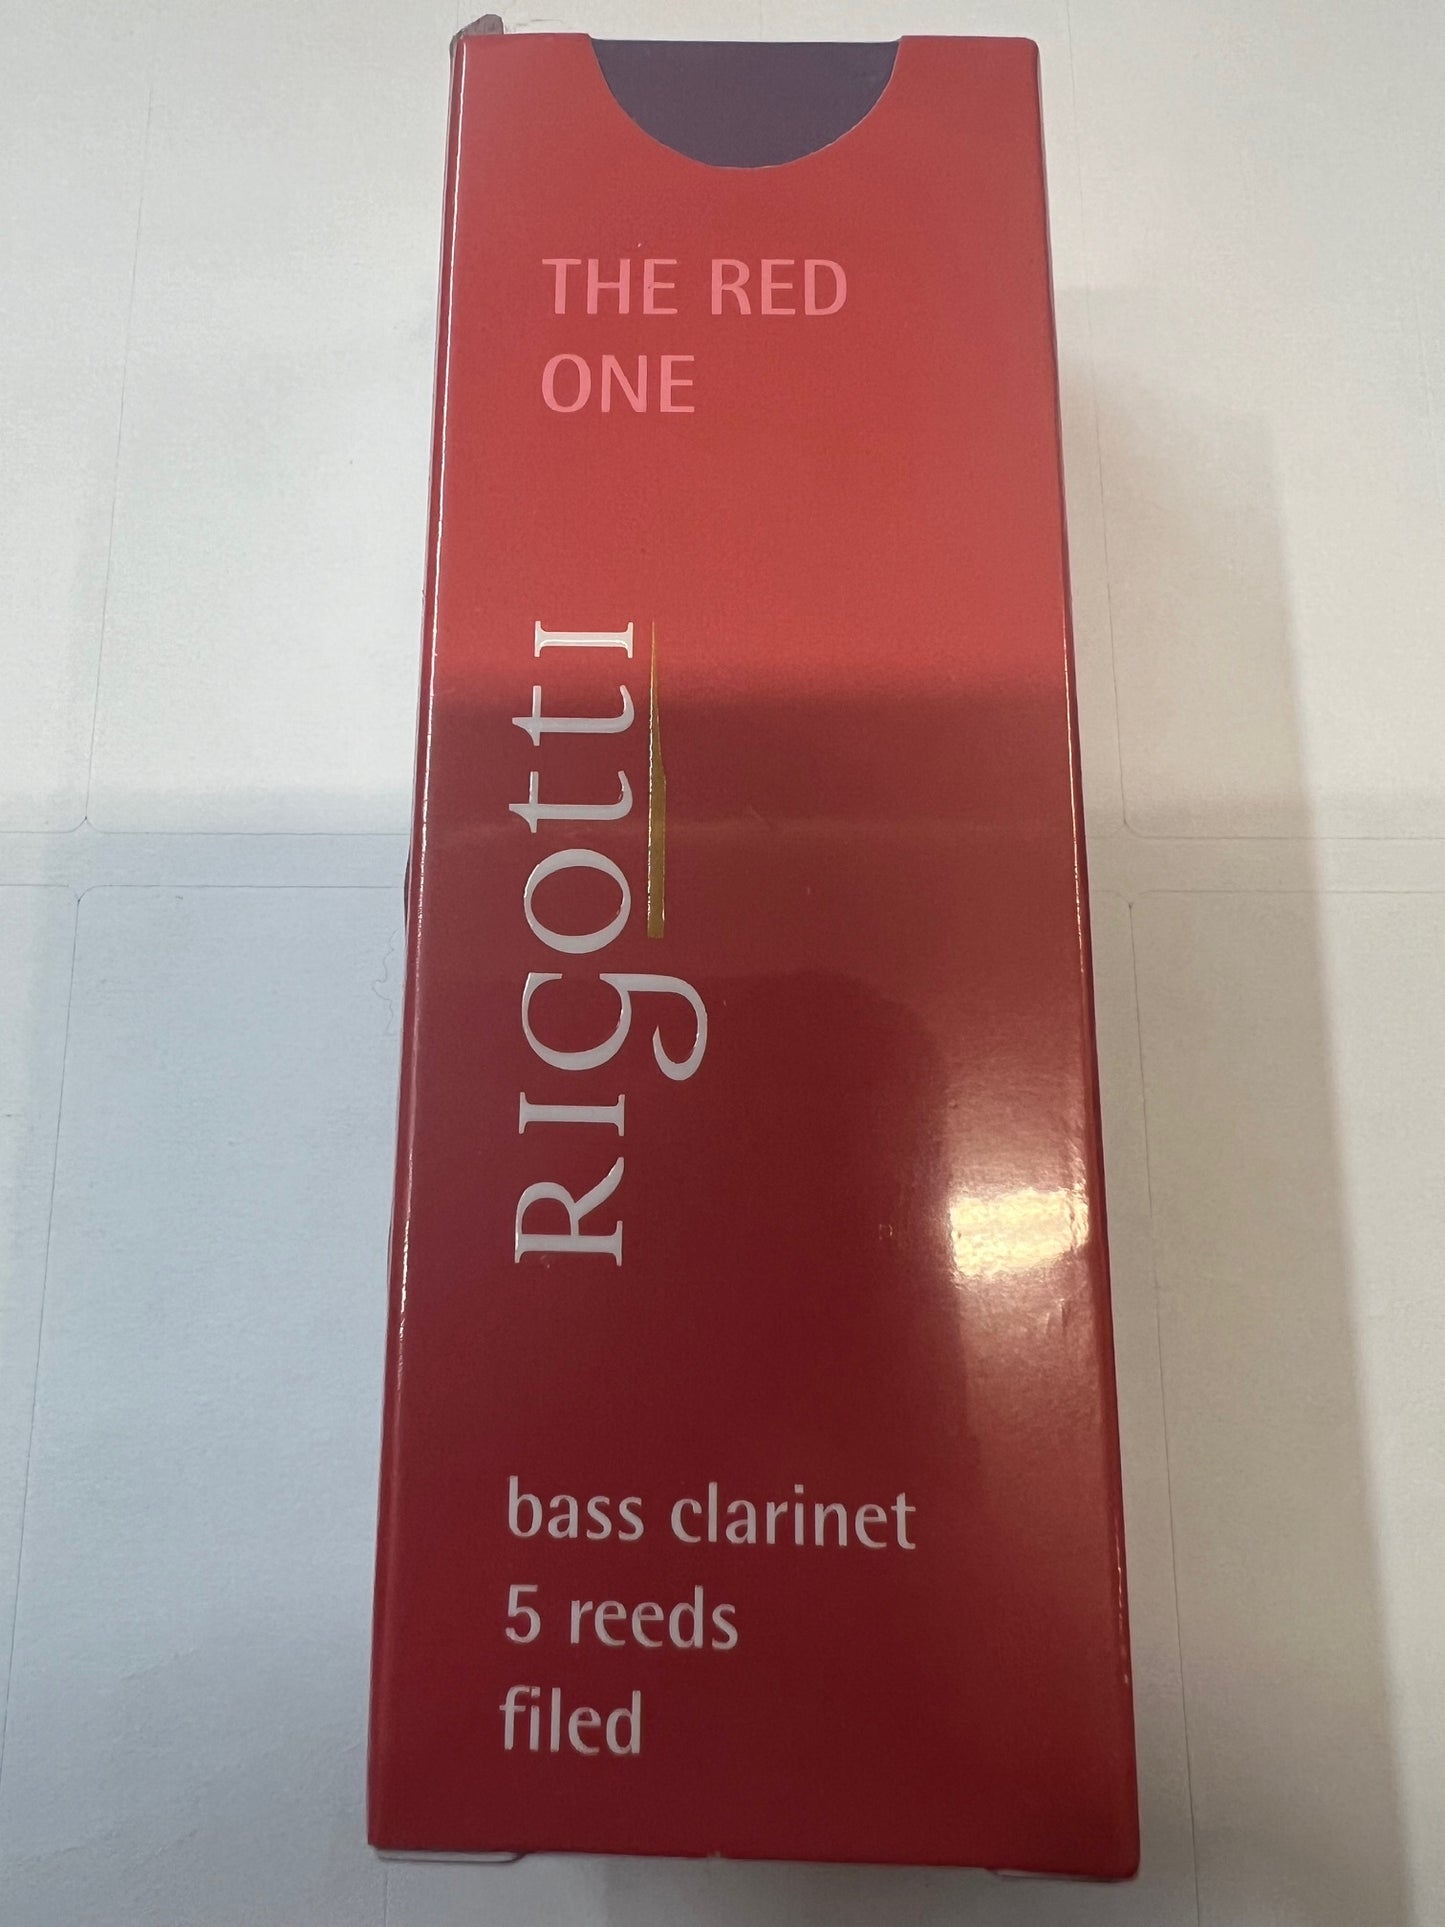 THE RED
ONE
RIgottI
bass clarinet
5 reeds
filed